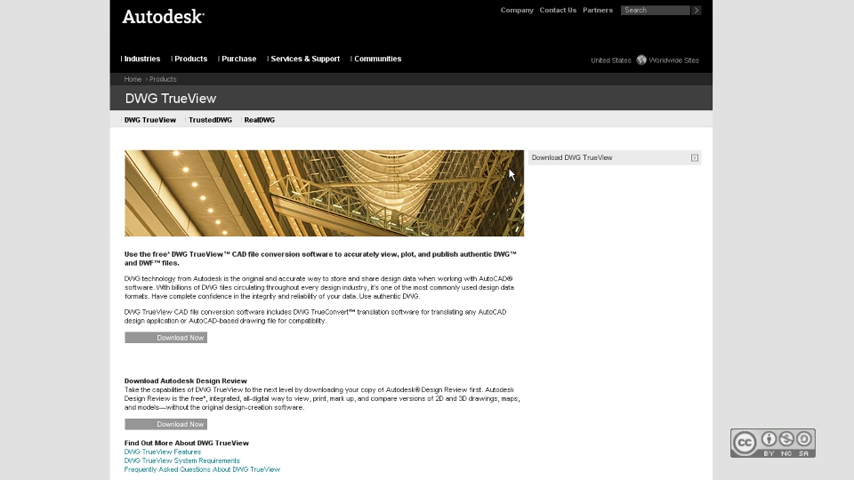 Autodesk®
Company Contact Us Partners Search
Industries Products Purchase Services & Support Communities
United States Worldwide Sites
Home > Products
DWG TrueView
DWG TrueView TrustedDWG RealDWG
Download DWG TrueView
Use the free* DWG TrueView™ CAD file conversion software to accurately view, plot, and publish authentic DWG™
and DWF™ files.
DWG technology from Autodesk is the original and accurate way to store and share design data when working with AutoCAD®
software. With billions of DWG files circulating throughout every design industry, it's one of the most commonly used design data
formats. Have complete confidence in the integrity and reliability of your data. Use authentic DWG.
DWG TrueView CAD file conversion software includes DWG TrueConvert™ translation software for translating any AutoCAD
design application or AutoCAD-based drawing file for compatibility.
Download Now
Download Autodesk Design Review
Take the capabilities of DWG TrueView to the next level by downloading your copy of Autodesk® Design Review first. Autodesk
Design Review is the free*, integrated, all-digital way to view, print, mark up, and compare versions of 2D and 3D drawings, maps,
and models—without the original design-creation software.
Download Now
Find Out More About DWG TrueView
DWG TrueView Features
DWG TrueView System Requirements
Frequently Asked Questions About DWG TrueView
cc
BY NC SA